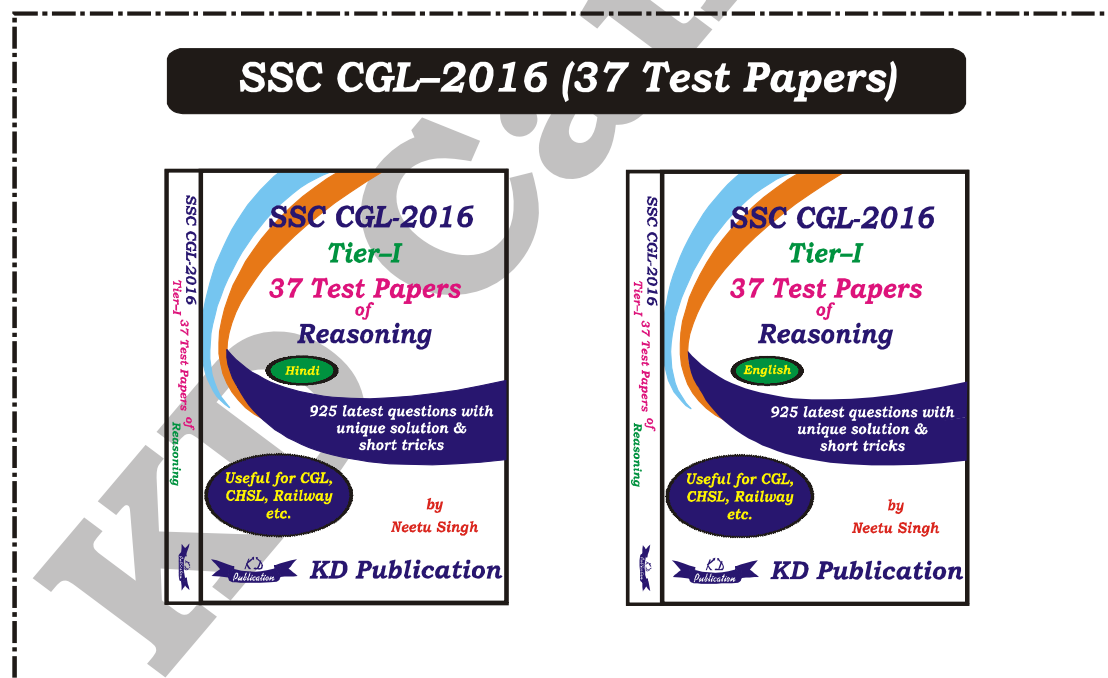 SSC CGL–2016 (37 Test Papers)
SSC CGL-2016
Tier–I
37 Test Papers
of
Reasoning
SSC CGL-2016
Tier–I
37 Test Papers
of
Reasoning
Hindi
925 latest questions with
unique solution &
short tricks
Useful for CGL,
CHSL, Railway
etc.
by
Neetu Singh
KD
Publication
KD Publication
SSC CGL-2016
Tier–I
37 Test Papers
of
Reasoning
SSC CGL-2016
Tier–I
37 Test Papers
of
Reasoning
English
925 latest questions with
unique solution &
short tricks
Useful for CGL,
CHSL, Railway
etc.
by
Neetu Singh
KD
Publication
KD Publication